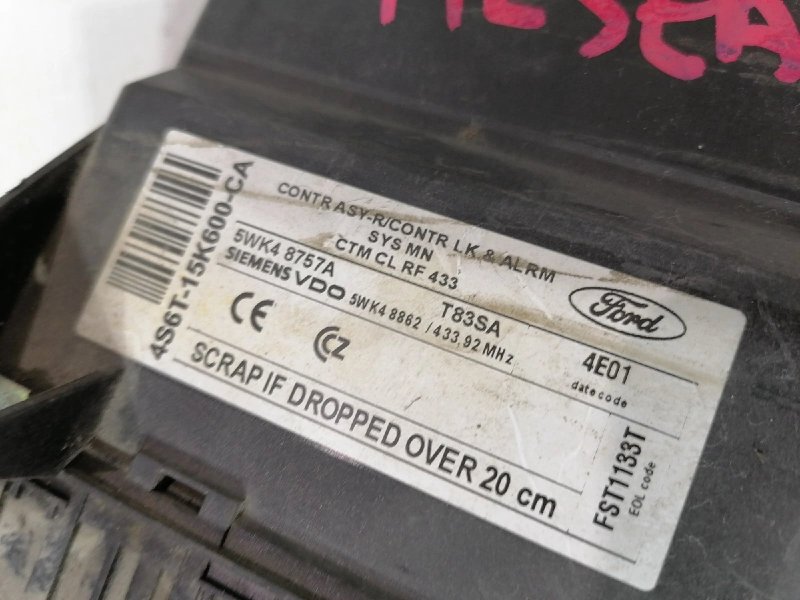 4S6T-15K600-CA
CONTR ASY-R/CONTR LK & ALRM
SYS MN
CTM CL RF 433
Ford
5WK4 8757A
T83SA
4E01
SIEMENS VDO 5WK4 8862 / 433,92 MHz
date code
CE
CZ
SCRAP IF DROPPED OVER 20 cm
FST1133T
EOL code